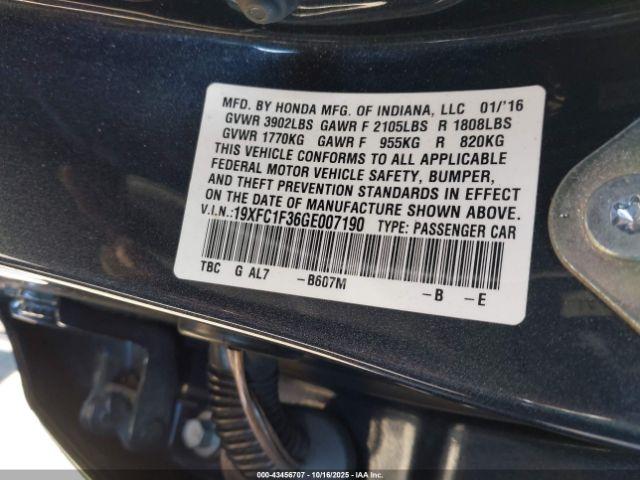 MFD. BY HONDA MFG. OF INDIANA, LLC 01/'16
GVWR 3902LBS GAWR F 2105LBS R 1808LBS
GVWR 1770KG GAWR F 955KG R 820KG
THIS VEHICLE CONFORMS TO ALL APPLICABLE
FEDERAL MOTOR VEHICLE SAFETY, BUMPER,
AND THEFT PREVENTION STANDARDS IN EFFECT
ON THE DATE OF MANUFACTURE SHOWN ABOVE.
V.I.N.:19XFC1F36GE007190 TYPE: PASSENGER CAR
TBC G AL7 -B607M -B -E
000-43456707 | 10/16/2025 | IAA Inc.